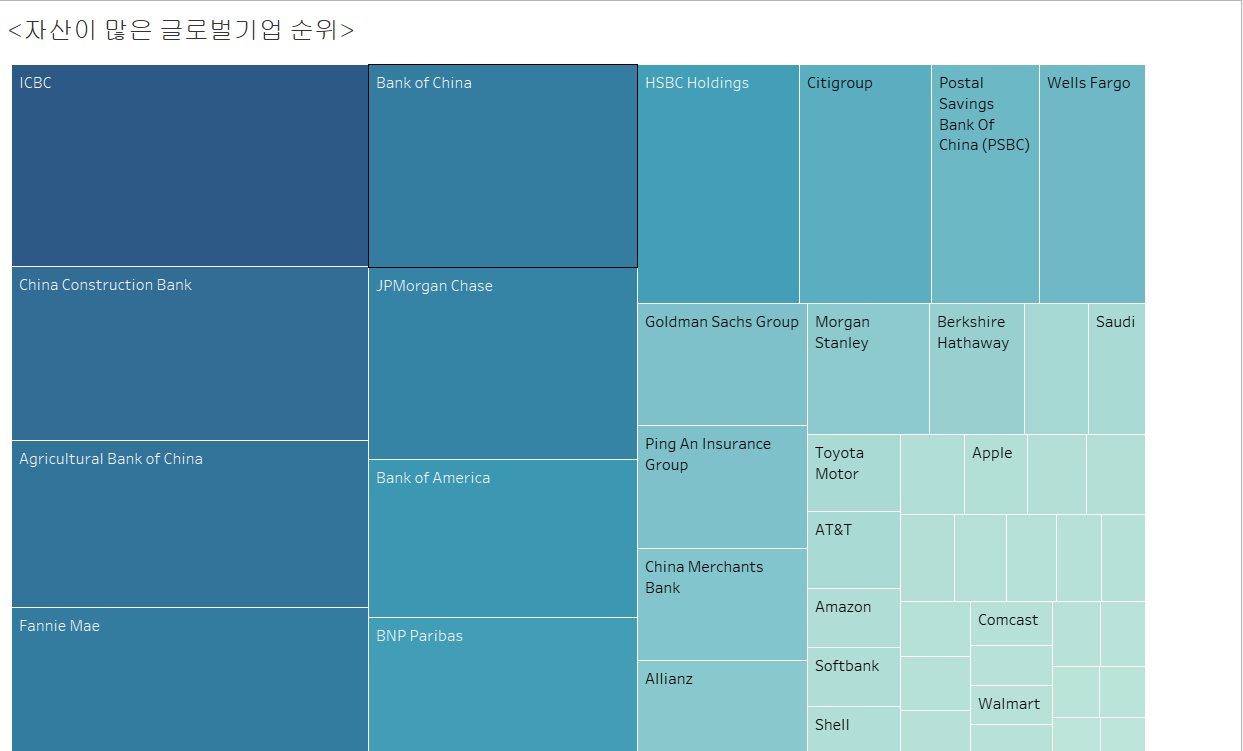 <자산이 많은 글로벌기업 순위>
ICBC
Bank of China
HSBC Holdings
Citigroup
Postal
Savings
Bank Of
China (PSBC)
Wells Fargo
China Construction Bank
JPMorgan Chase
Goldman Sachs Group
Morgan
Stanley
Berkshire
Hathaway
Saudi
Ping An Insurance
Group
Toyota
Motor
Apple
Agricultural Bank of China
Bank of America
AT&T
China Merchants
Bank
Amazon
Comcast
Fannie Mae
BNP Paribas
Softbank
Allianz
Walmart
Shell